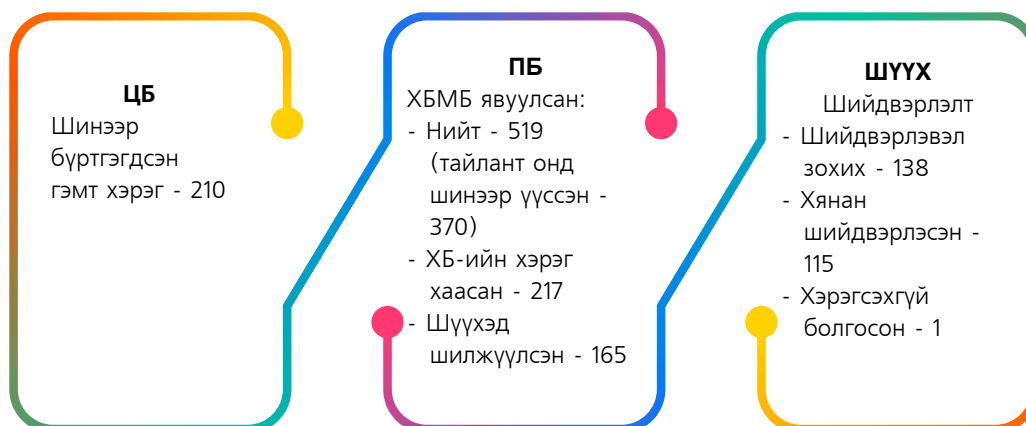 ЦБ
Шинээр
бүртгэгдсэн
гэмт хэрэг - 210
ПБ
ХБМБ явуулсан:
- Нийт - 519
(тайлант онд
шинээр үүссэн -
370)
- ХБ-ийн хэрэг
хаасан - 217
- Шүүхэд
шилжүүлсэн - 165
ШҮҮХ
Шийдвэрлэлт
- Шийдвэрлэвэл
зохих - 138
- Хянан
шийдвэрлэсэн -
115
- Хэрэгсэхгүй
болгосон - 1